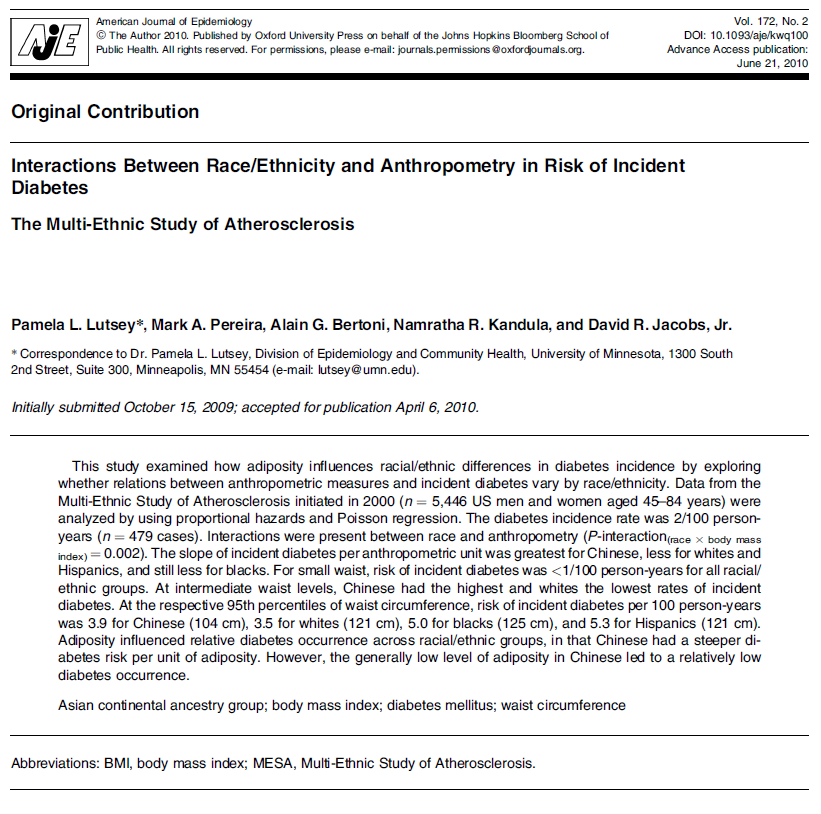 AJE
American Journal of Epidemiology
© The Author 2010. Published by Oxford University Press on behalf of the Johns Hopkins Bloomberg School of
Public Health. All rights reserved. For permissions, please e-mail: journals.permissions@oxfordjournals.org.
Vol. 172, No. 2
DOI: 10.1093/aje/kwq100
Advance Access publication:
June 21, 2010
Original Contribution
Interactions Between Race/Ethnicity and Anthropometry in Risk of Incident
Diabetes
The Multi-Ethnic Study of Atherosclerosis
Pamela L. Lutsey*, Mark A. Pereira, Alain G. Bertoni, Namratha R. Kandula, and David R. Jacobs, Jr.
* Correspondence to Dr. Pamela L. Lutsey, Division of Epidemiology and Community Health, University of Minnesota, 1300 South
2nd Street, Suite 300, Minneapolis, MN 55454 (e-mail: lutsey@umn.edu).
Initially submitted October 15, 2009; accepted for publication April 6, 2010.
This study examined how adiposity influences racial/ethnic differences in diabetes incidence by exploring
whether relations between anthropometric measures and incident diabetes vary by race/ethnicity. Data from the
Multi-Ethnic Study of Atherosclerosis initiated in 2000 (n = 5,446 US men and women aged 45–84 years) were
analyzed by using proportional hazards and Poisson regression. The diabetes incidence rate was 2/100 person-
years (n = 479 cases). Interactions were present between race and anthropometry (P-interaction(race × body mass
index) = 0.002). The slope of incident diabetes per anthropometric unit was greatest for Chinese, less for whites and
Hispanics, and still less for blacks. For small waist, risk of incident diabetes was <1/100 person-years for all racial/
ethnic groups. At intermediate waist levels, Chinese had the highest and whites the lowest rates of incident
diabetes. At the respective 95th percentiles of waist circumference, risk of incident diabetes per 100 person-years
was 3.9 for Chinese (104 cm), 3.5 for whites (121 cm), 5.0 for blacks (125 cm), and 5.3 for Hispanics (121 cm).
Adiposity influenced relative diabetes occurrence across racial/ethnic groups, in that Chinese had a steeper di-
abetes risk per unit of adiposity. However, the generally low level of adiposity in Chinese led to a relatively low
diabetes occurrence.
Asian continental ancestry group; body mass index; diabetes mellitus; waist circumference
Abbreviations: BMI, body mass index; MESA, Multi-Ethnic Study of Atherosclerosis.